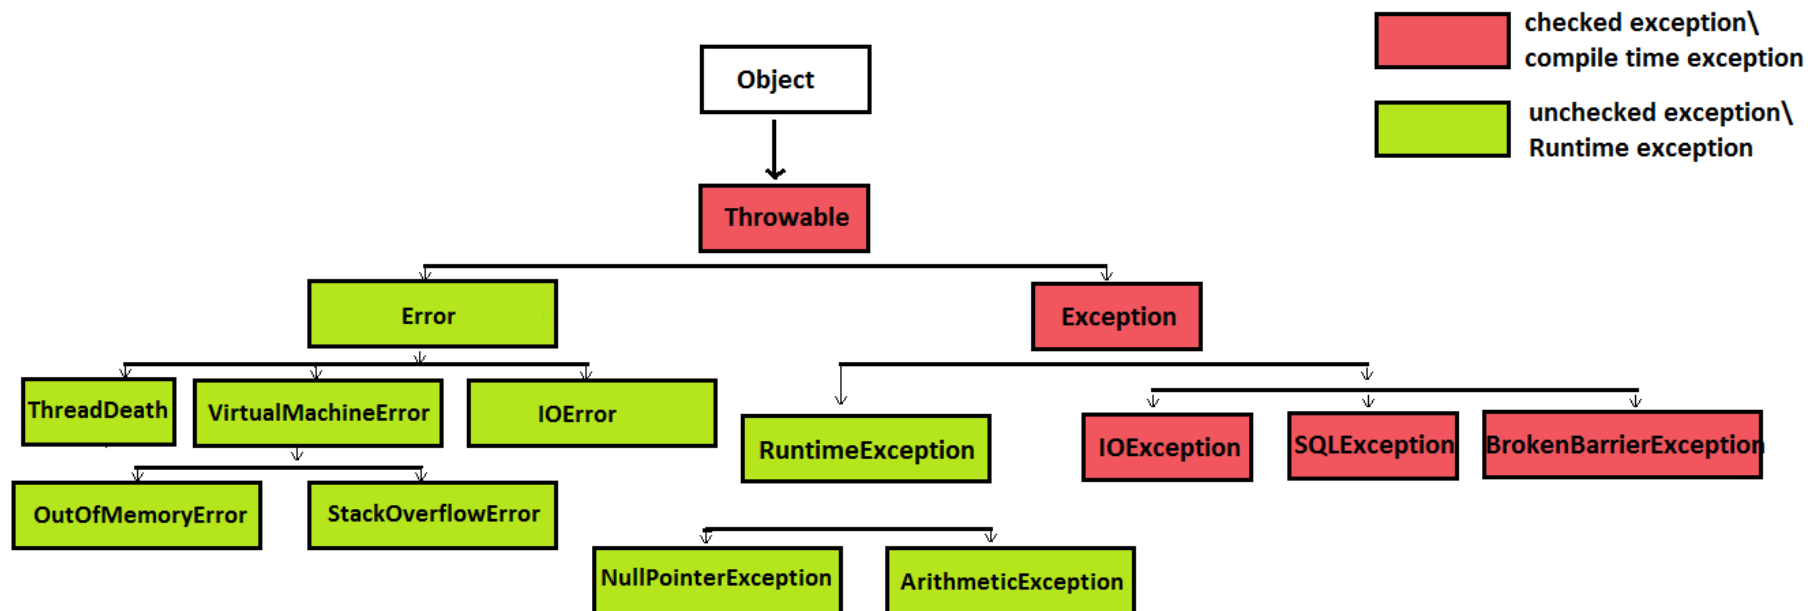 checked exception\
compile time exception
Object
unchecked exception\
Runtime exception
Throwable
Error
Exception
ThreadDeath
VirtualMachineError
IOError
RuntimeException
IOException
SQLException
BrokenBarrierException
OutOfMemoryError
StackOverflowError
NullPointerException
ArithmeticException